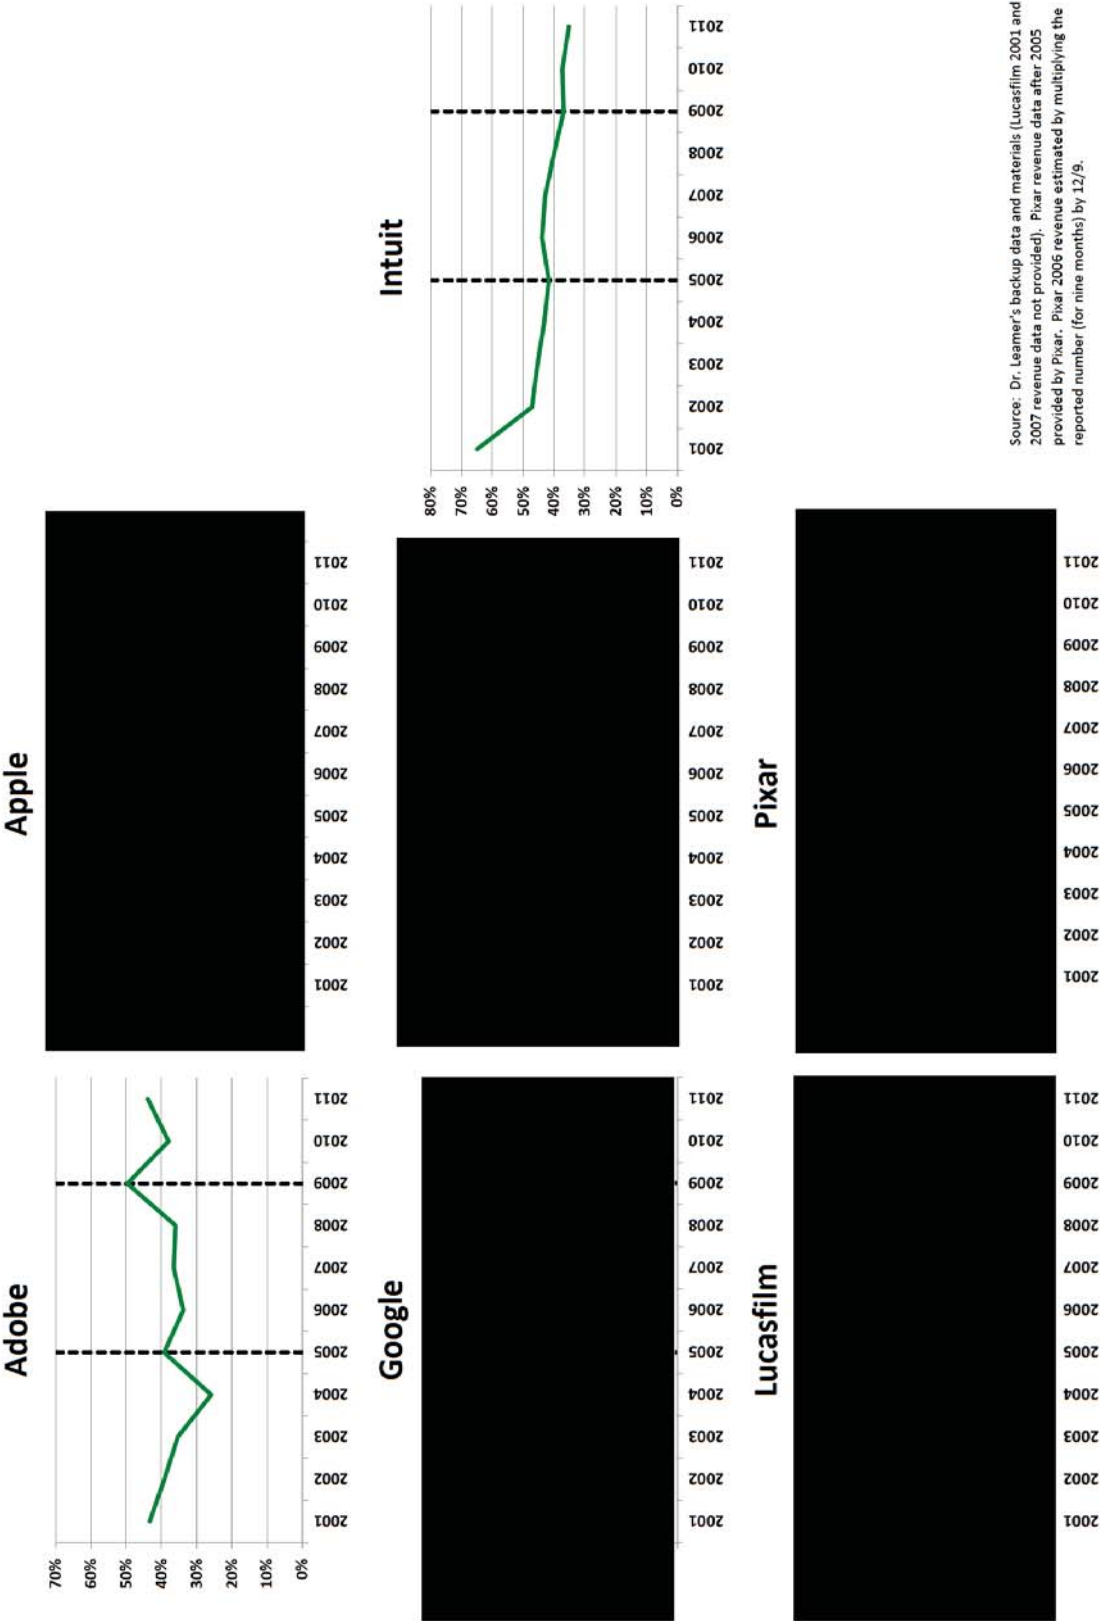 Adobe
70%
60%
50%
40%
30%
20%
10%
0%
2001 2002 2003 2004 2005 2006 2007 2008 2009 2010 2011
Apple
2001 2002 2003 2004 2005 2006 2007 2008 2009 2010 2011
Google
2001 2002 2003 2004 2005 2006 2007 2008 2009 2010 2011
2001 2002 2003 2004 2005 2006 2007 2008 2009 2010 2011
Intuit
80%
70%
60%
50%
40%
30%
20%
10%
0%
2001 2002 2003 2004 2005 2006 2007 2008 2009 2010 2011
Lucasfilm
2001 2002 2003 2004 2005 2006 2007 2008 2009 2010 2011
Pixar
2001 2002 2003 2004 2005 2006 2007 2008 2009 2010 2011
Source: Dr. Leamer's backup data and materials (Lucasfilm 2001 and
2007 revenue data not provided). Pixar revenue data after 2005
provided by Pixar. Pixar 2006 revenue estimated by multiplying the
reported number (for nine months) by 12/9.